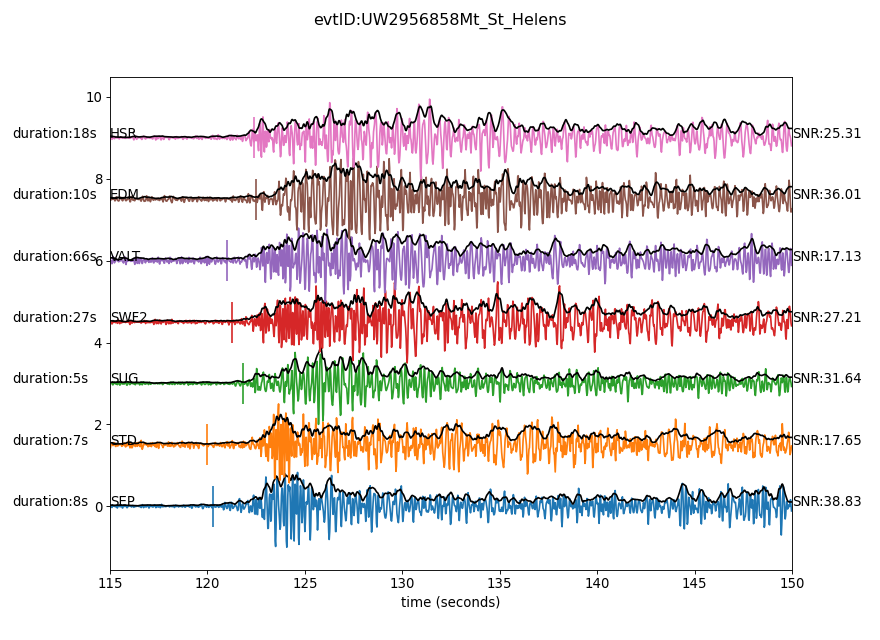 evtID:UW2956858Mt_St_Helens
10
duration:18s HSR SNR:25.31
8
duration:10s EDM SNR:36.01
duration:66s VALT SNR:17.13
6
duration:27s SWF2 SNR:27.21
4
duration:5s SUG SNR:31.64
2
duration:7s STD SNR:17.65
duration:8s SEP SNR:38.83
0
115 120 125 130 135 140 145 150
time (seconds)